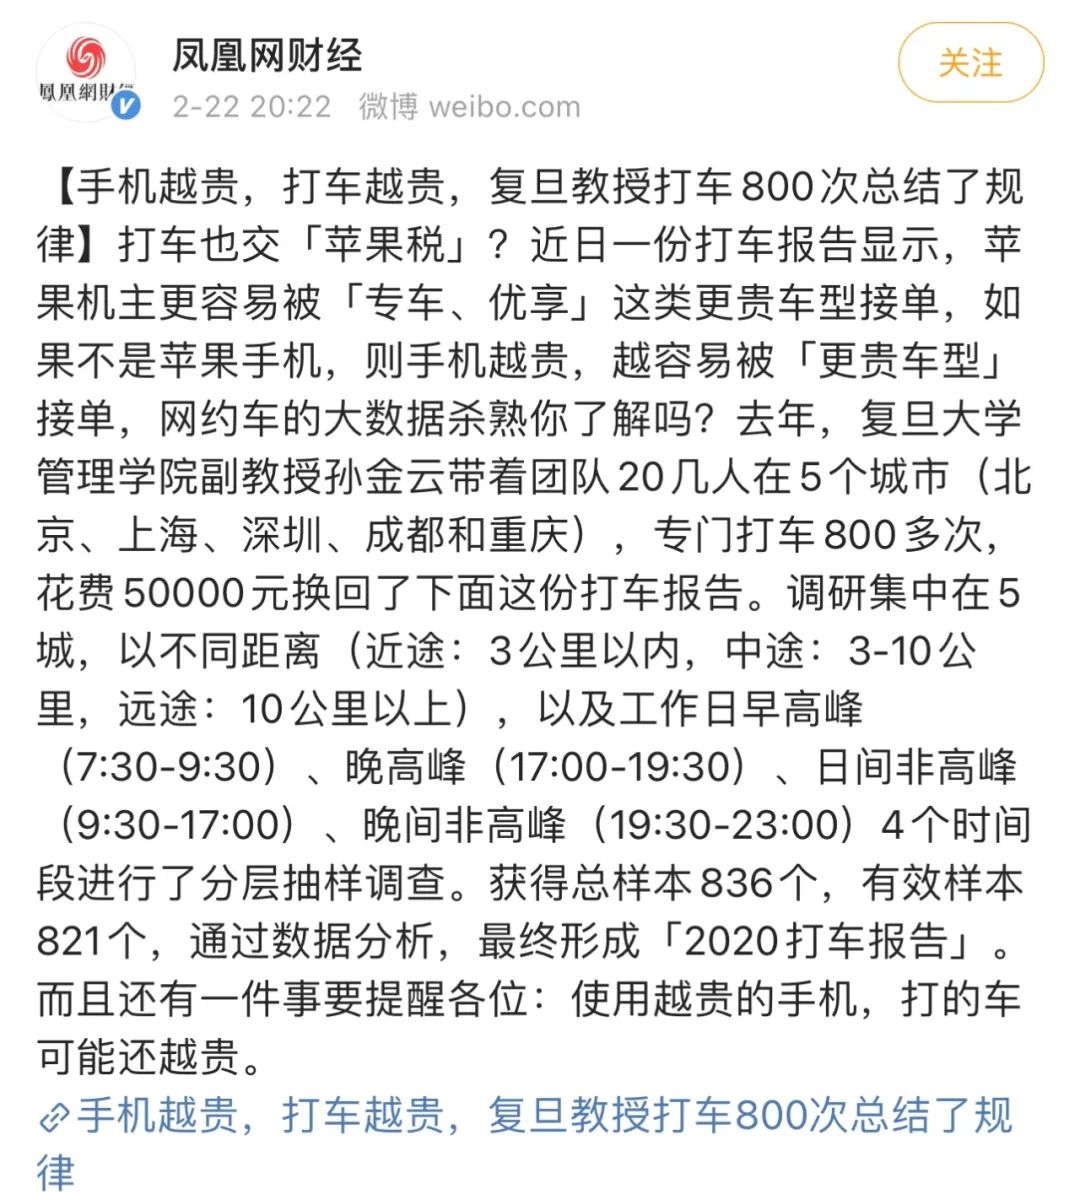 凤凰网财经
鳳凰網財經
2-22 20:22 微博 weibo.com
关注
【手机越贵，打车越贵，复旦教授打车800次总结了规
律】打车也交「苹果税」？近日一份打车报告显示，苹
果机主更容易被「专车、优享」这类更贵车型接单，如
果不是苹果手机，则手机越贵，越容易被「更贵车型」
接单，网约车的大数据杀熟你了解吗？去年，复旦大学
管理学院副教授孙金云带着团队20几人在5个城市（北
京、上海、深圳、成都和重庆），专门打车800多次，
花费50000元换回了下面这份打车报告。调研集中在5
城，以不同距离（近途：3公里以内，中途：3-10公
里，远途：10公里以上），以及工作日早高峰
（7:30-9:30）、晚高峰（17:00-19:30）、日间非高峰
（9:30-17:00）、晚间非高峰（19:30-23:00）4个时间
段进行了分层抽样调查。获得总样本836个，有效样本
821个，通过数据分析，最终形成「2020打车报告」。
而且还有一件事要提醒各位：使用越贵的手机，打的车
可能还越贵。
手机越贵，打车越贵，复旦教授打车800次总结了规
律